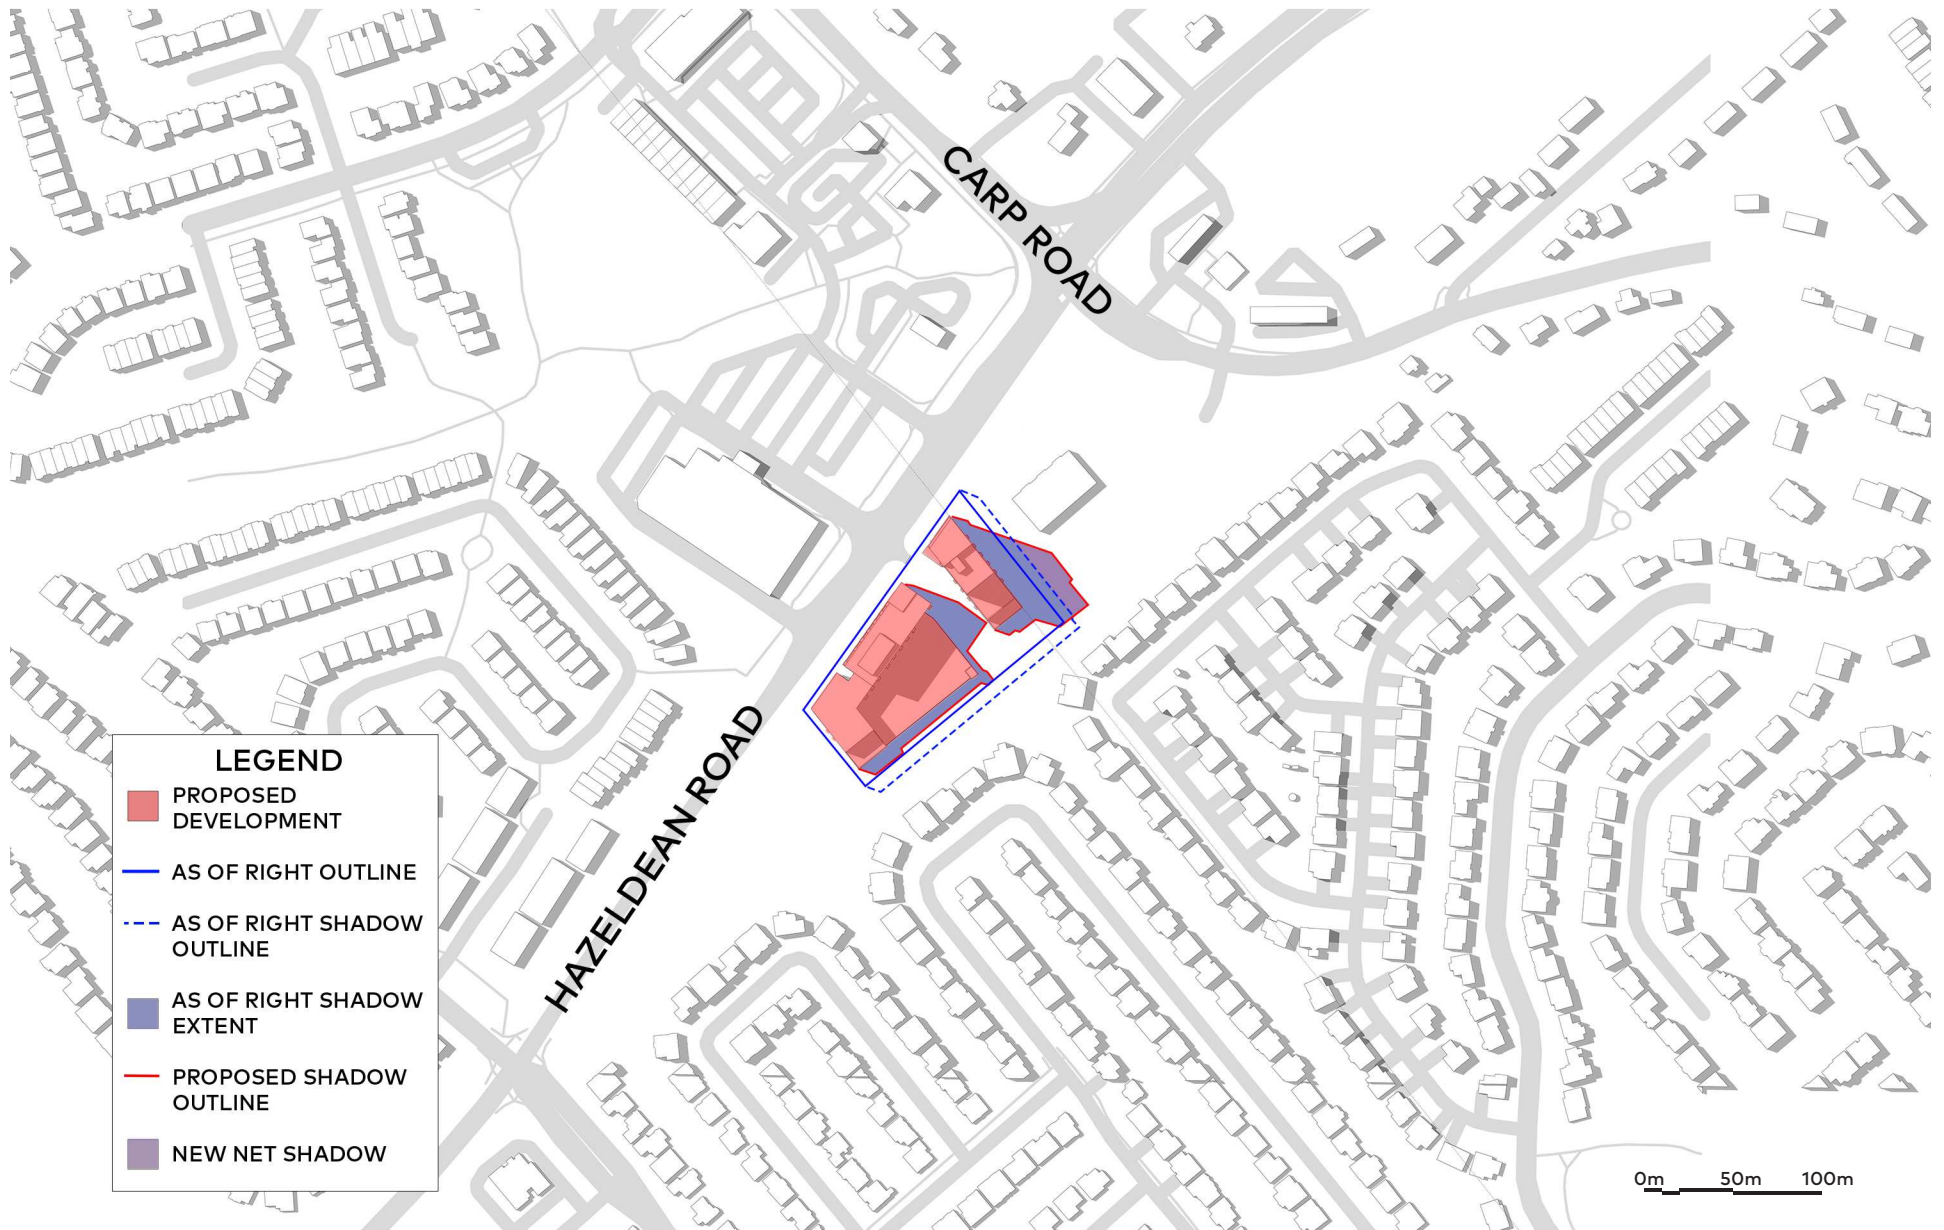 CARP ROAD
HAZELDEAN ROAD
LEGEND
PROPOSED
DEVELOPMENT
AS OF RIGHT OUTLINE
AS OF RIGHT SHADOW
OUTLINE
AS OF RIGHT SHADOW
EXTENT
PROPOSED SHADOW
OUTLINE
NEW NET SHADOW
0m 50m 100m